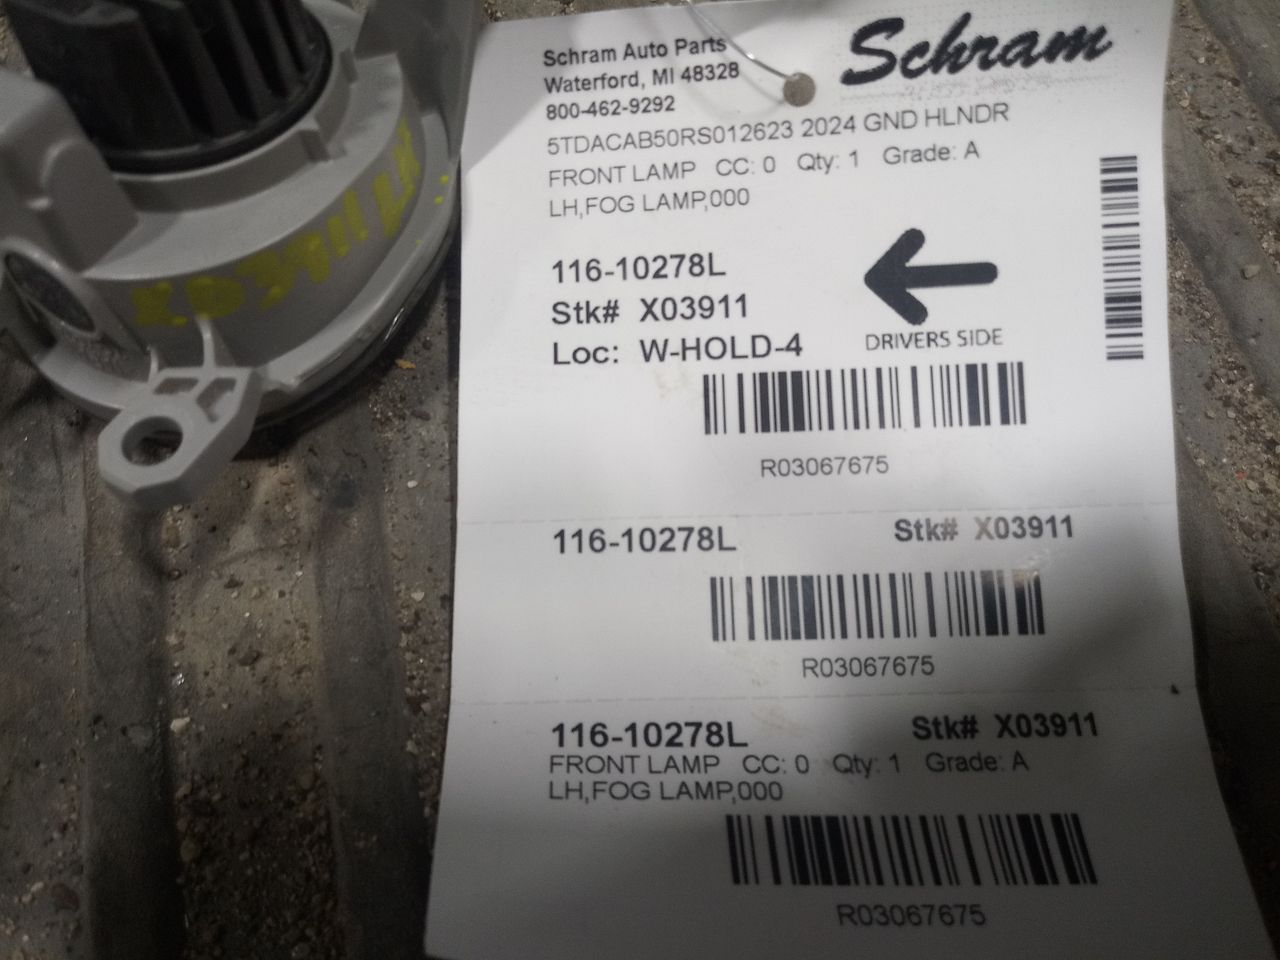 Schram Auto Parts
Waterford, MI 48328
800-462-9292
Schram
5TDACAB50RS012623 2024 GND HLNDR
FRONT LAMP CC: 0 Qty: 1 Grade: A
LH,FOG LAMP,000
116-10278L
Stk# X03911
Loc: W-HOLD-4
DRIVERS SIDE
R03067675
116-10278L Stk# X03911
R03067675
116-10278L Stk# X03911
FRONT LAMP CC: 0 Qty: 1 Grade: A
LH,FOG LAMP,000
R03067675